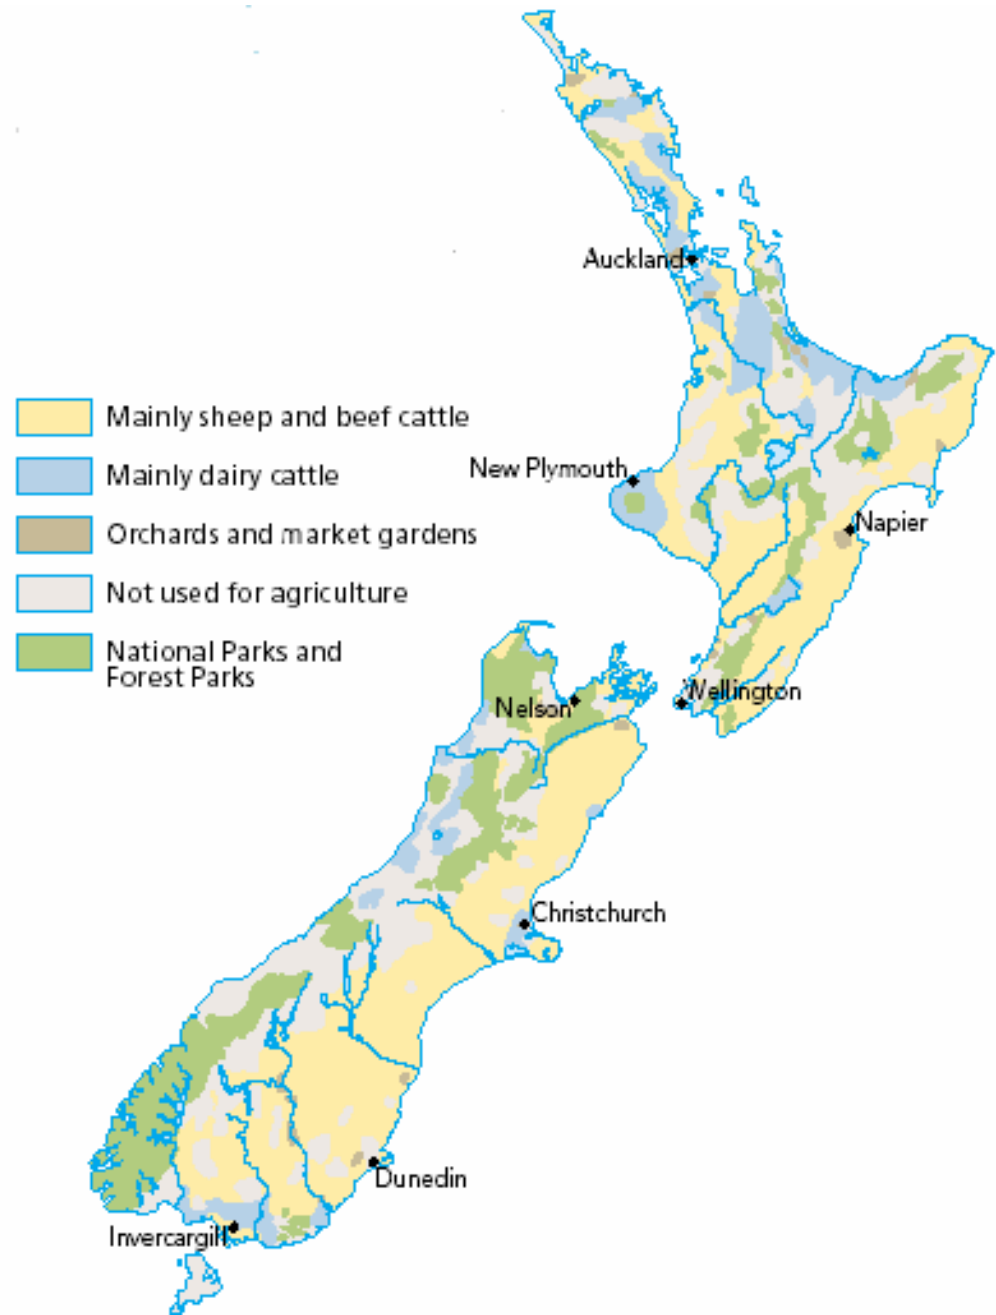 Auckland
Mainly sheep and beef cattle
Mainly dairy cattle
New Plymouth
Orchards and market gardens
Napier
Not used for agriculture
National Parks and
Forest Parks
Wellington
Nelson
Christchurch
Dunedin
Invercargill